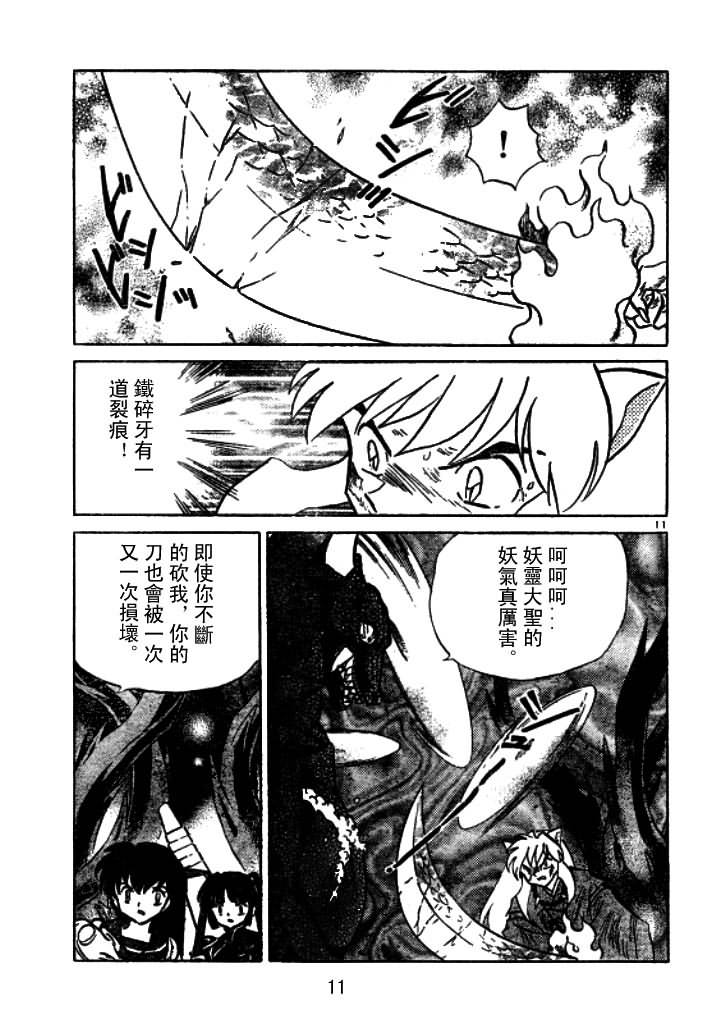 ！
鐵碎牙有一
道裂痕！
11
呵呵呵…
妖靈大聖的
妖氣真厲害。
即使你不斷
的砍我，你的
刀也會被一次
又一次損壞。
11